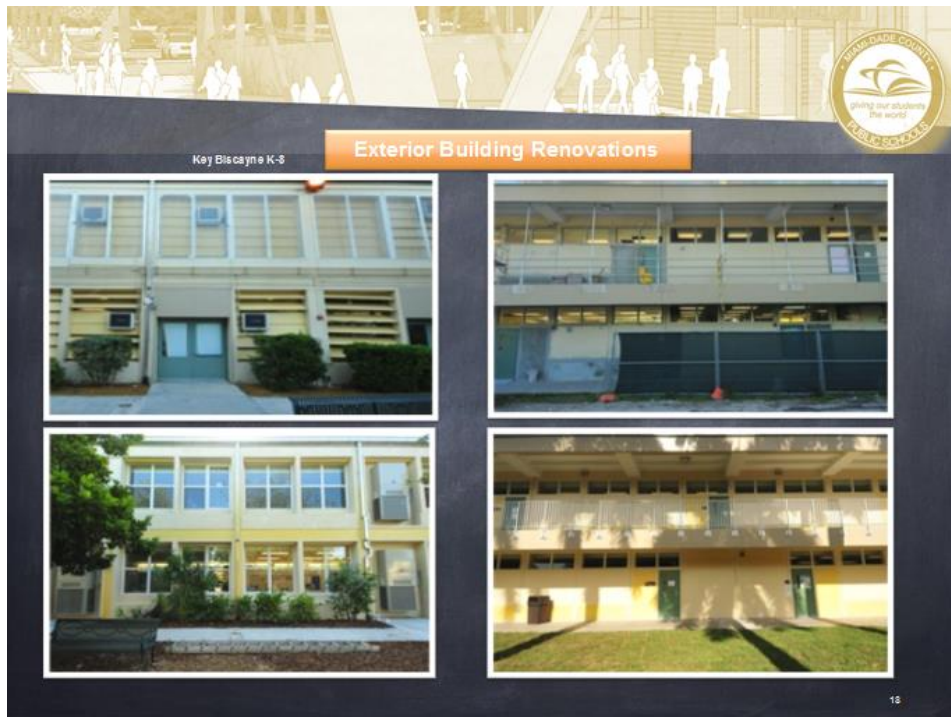 MIAMI-DADE COUNTY
giving our students
the world
PUBLIC SCHOOLS
Exterior Building Renovations
Key Biscayne K-8
18